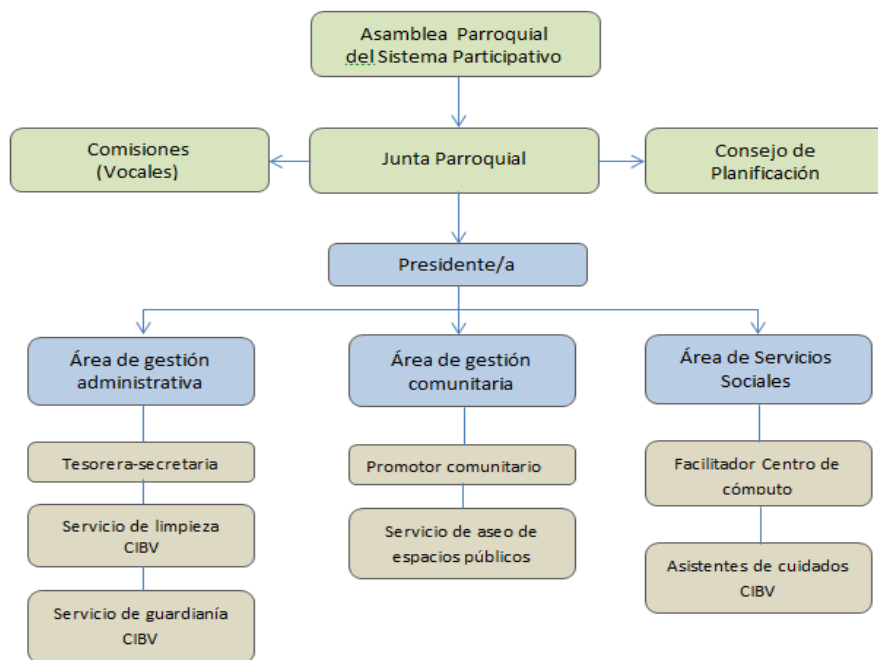 Asamblea Parroquial
del Sistema Participativo
Comisiones
(Vocales)
Junta Parroquial
Consejo de
Planificación
Presidente/a
Área de gestión
administrativa
Área de gestión
comunitaria
Área de Servicios
Sociales
Tesorera-secretaria
Promotor comunitario
Facilitador Centro de
cómputo
Servicio de limpieza
CIBV
Servicio de aseo de
espacios públicos
Asistentes de cuidados
CIBV
Servicio de guardianía
CIBV